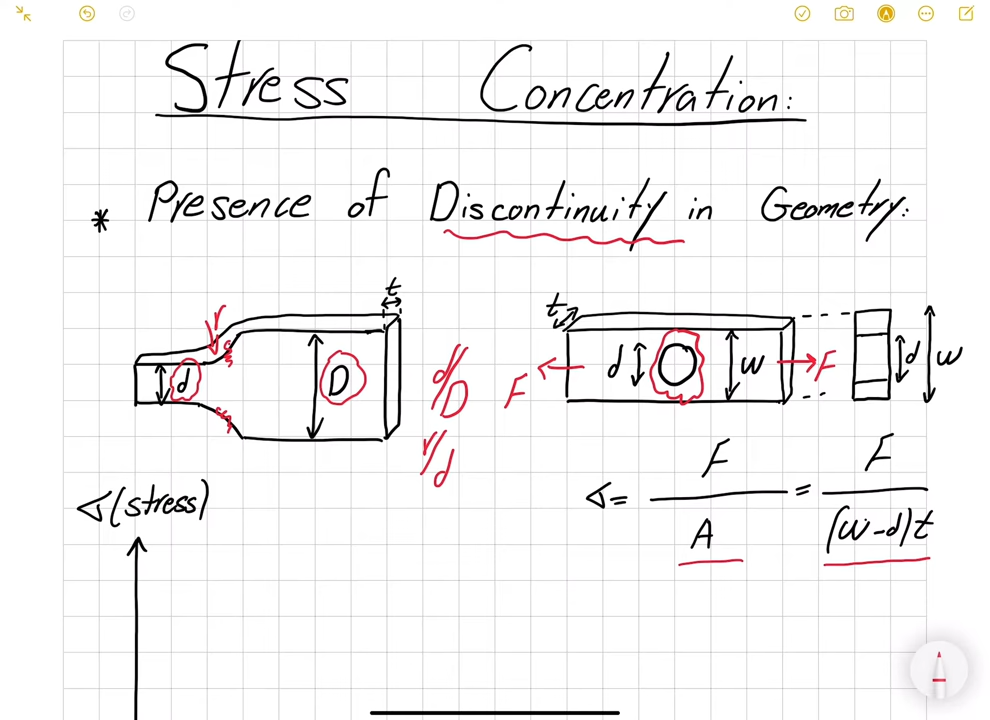 Stress Concentration:
* Presence of Discontinuity in Geometry:
t
r
d
D
d/D
r/d
t
F
d
w
F
d
w
σ = F/A = F/(w-d)t
σ(stress)